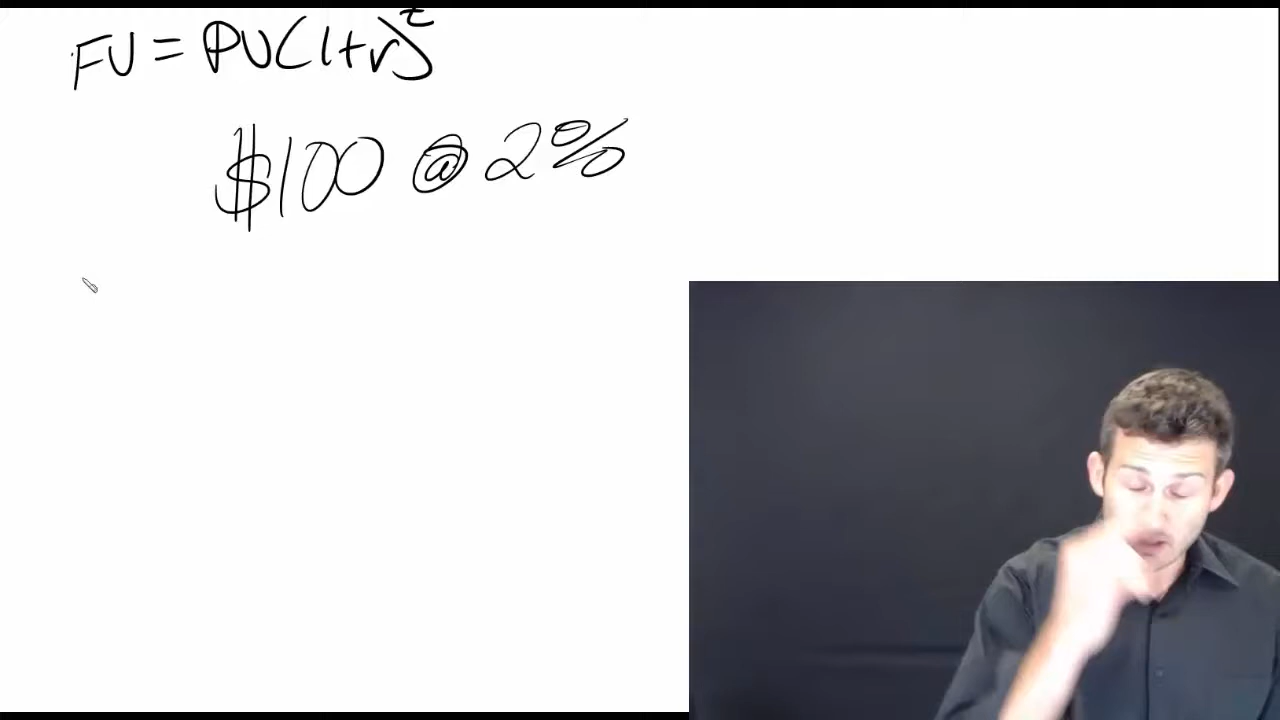 FV = PV(1+r)^t
$100 @ 2%